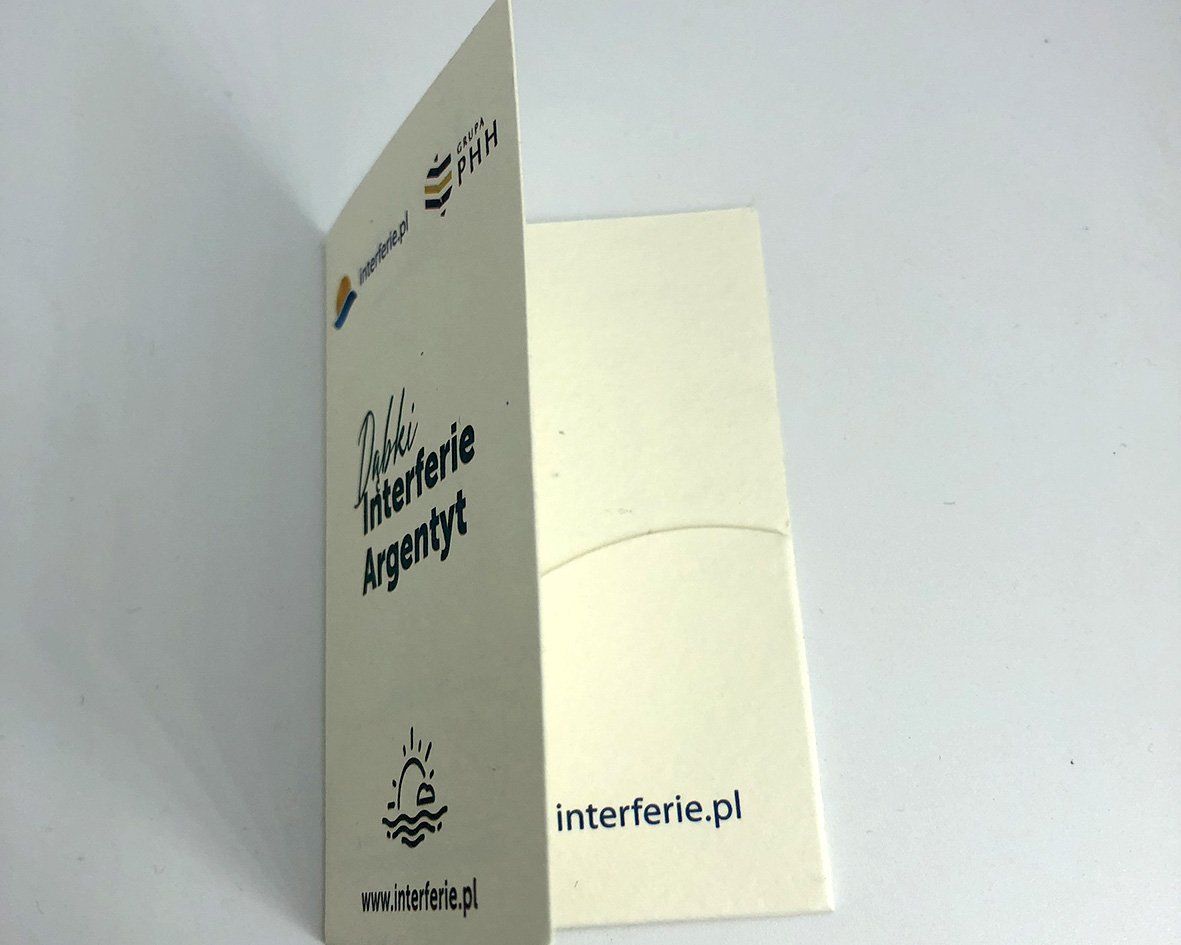 GRUPA
PHH
interferie.pl
Dąbki
Interferie
Argentyt
www.interferie.pl
interferie.pl